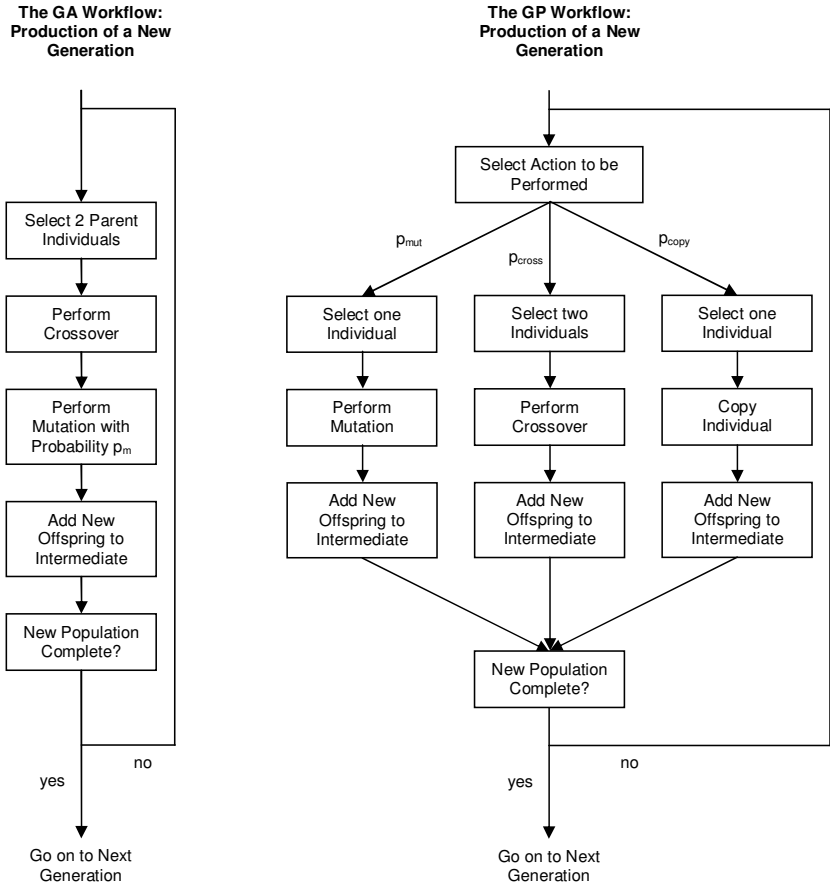 The GA Workflow:
Production of a New
Generation
Select 2 Parent
Individuals
Perform
Crossover
Perform
Mutation with
Probability pm
Add New
Offspring to
Intermediate
New Population
Complete?
no
yes
Go on to Next
Generation
The GP Workflow:
Production of a New
Generation
Select Action to be
Performed
pmut
pcross
pcopy
Select one
Individual
Perform
Mutation
Add New
Offspring to
Intermediate
Select two
Individuals
Perform
Crossover
Add New
Offspring to
Intermediate
Select one
Individual
Copy
Individual
Add New
Offspring to
Intermediate
New Population
Complete?
no
yes
Go on to Next
Generation